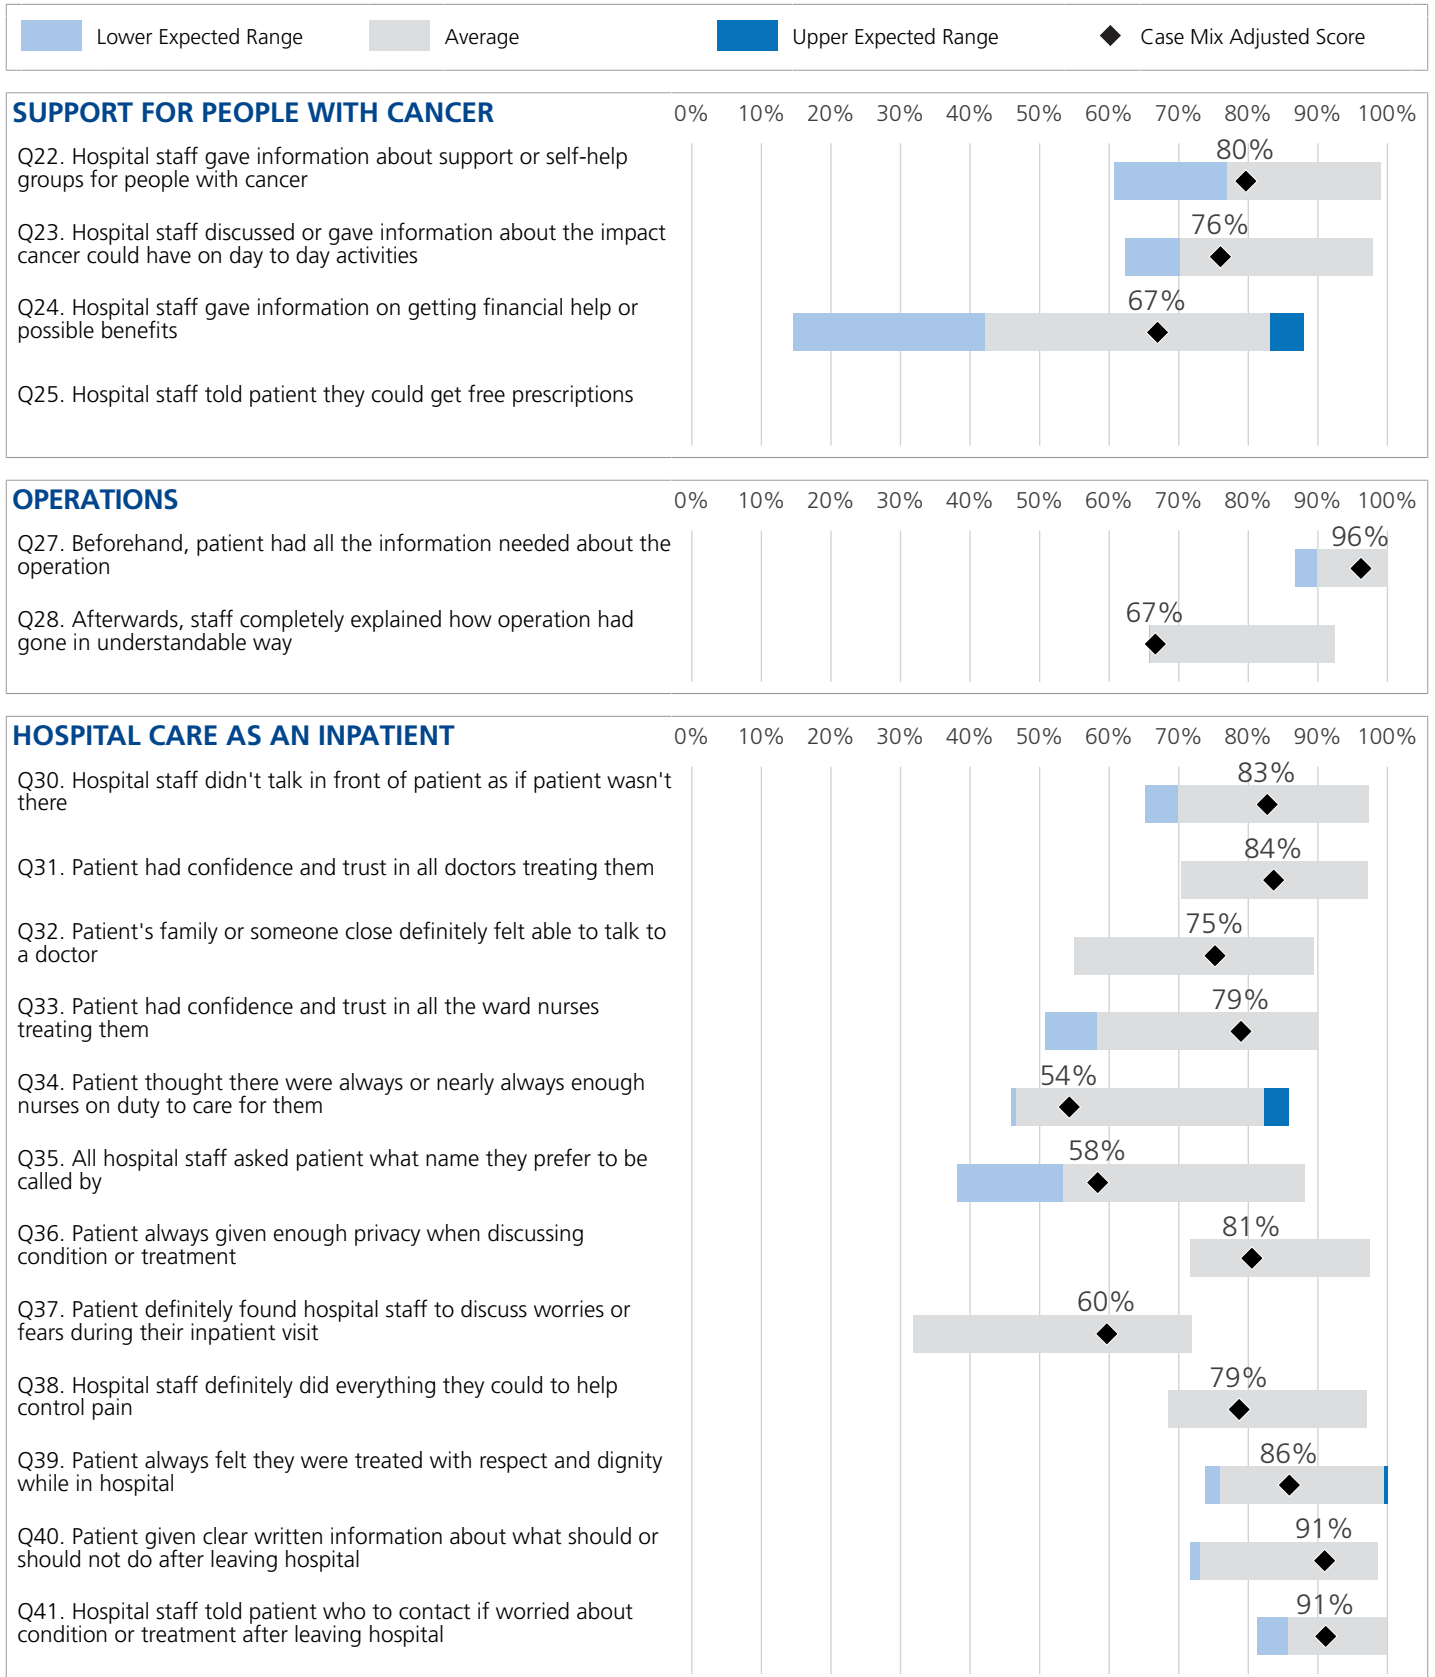 Lower Expected Range Average Upper Expected Range Case Mix Adjusted Score
SUPPORT FOR PEOPLE WITH CANCER 0% 10% 20% 30% 40% 50% 60% 70% 80% 90% 100%
80%
Q22. Hospital staff gave information about support or self-help
groups for people with cancer
76%
Q23. Hospital staff discussed or gave information about the impact
cancer could have on day to day activities
67%
Q24. Hospital staff gave information on getting financial help or
possible benefits
Q25. Hospital staff told patient they could get free prescriptions
OPERATIONS 0% 10% 20% 30% 40% 50% 60% 70% 80% 90% 100%
96%
Q27. Beforehand, patient had all the information needed about the
operation
67%
Q28. Afterwards, staff completely explained how operation had
gone in understandable way
HOSPITAL CARE AS AN INPATIENT 0% 10% 20% 30% 40% 50% 60% 70% 80% 90% 100%
83%
Q30. Hospital staff didn't talk in front of patient as if patient wasn't
there
84%
Q31. Patient had confidence and trust in all doctors treating them
75%
Q32. Patient's family or someone close definitely felt able to talk to
a doctor
79%
Q33. Patient had confidence and trust in all the ward nurses
treating them
54%
Q34. Patient thought there were always or nearly always enough
nurses on duty to care for them
58%
Q35. All hospital staff asked patient what name they prefer to be
called by
81%
Q36. Patient always given enough privacy when discussing
condition or treatment
60%
Q37. Patient definitely found hospital staff to discuss worries or
fears during their inpatient visit
79%
Q38. Hospital staff definitely did everything they could to help
control pain
86%
Q39. Patient always felt they were treated with respect and dignity
while in hospital
91%
Q40. Patient given clear written information about what should or
should not do after leaving hospital
91%
Q41. Hospital staff told patient who to contact if worried about
condition or treatment after leaving hospital